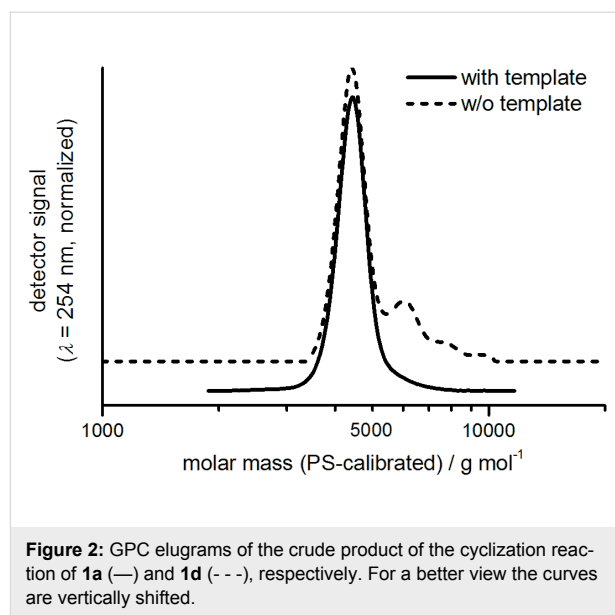 with template
w/o template
detector signal
(λ = 254 nm, normalized)
1000
5000
10000
molar mass (PS-calibrated) / g mol⁻¹
Figure 2: GPC elugrams of the crude product of the cyclization reac-
tion of 1a (—) and 1d (- - -), respectively. For a better view the curves
are vertically shifted.